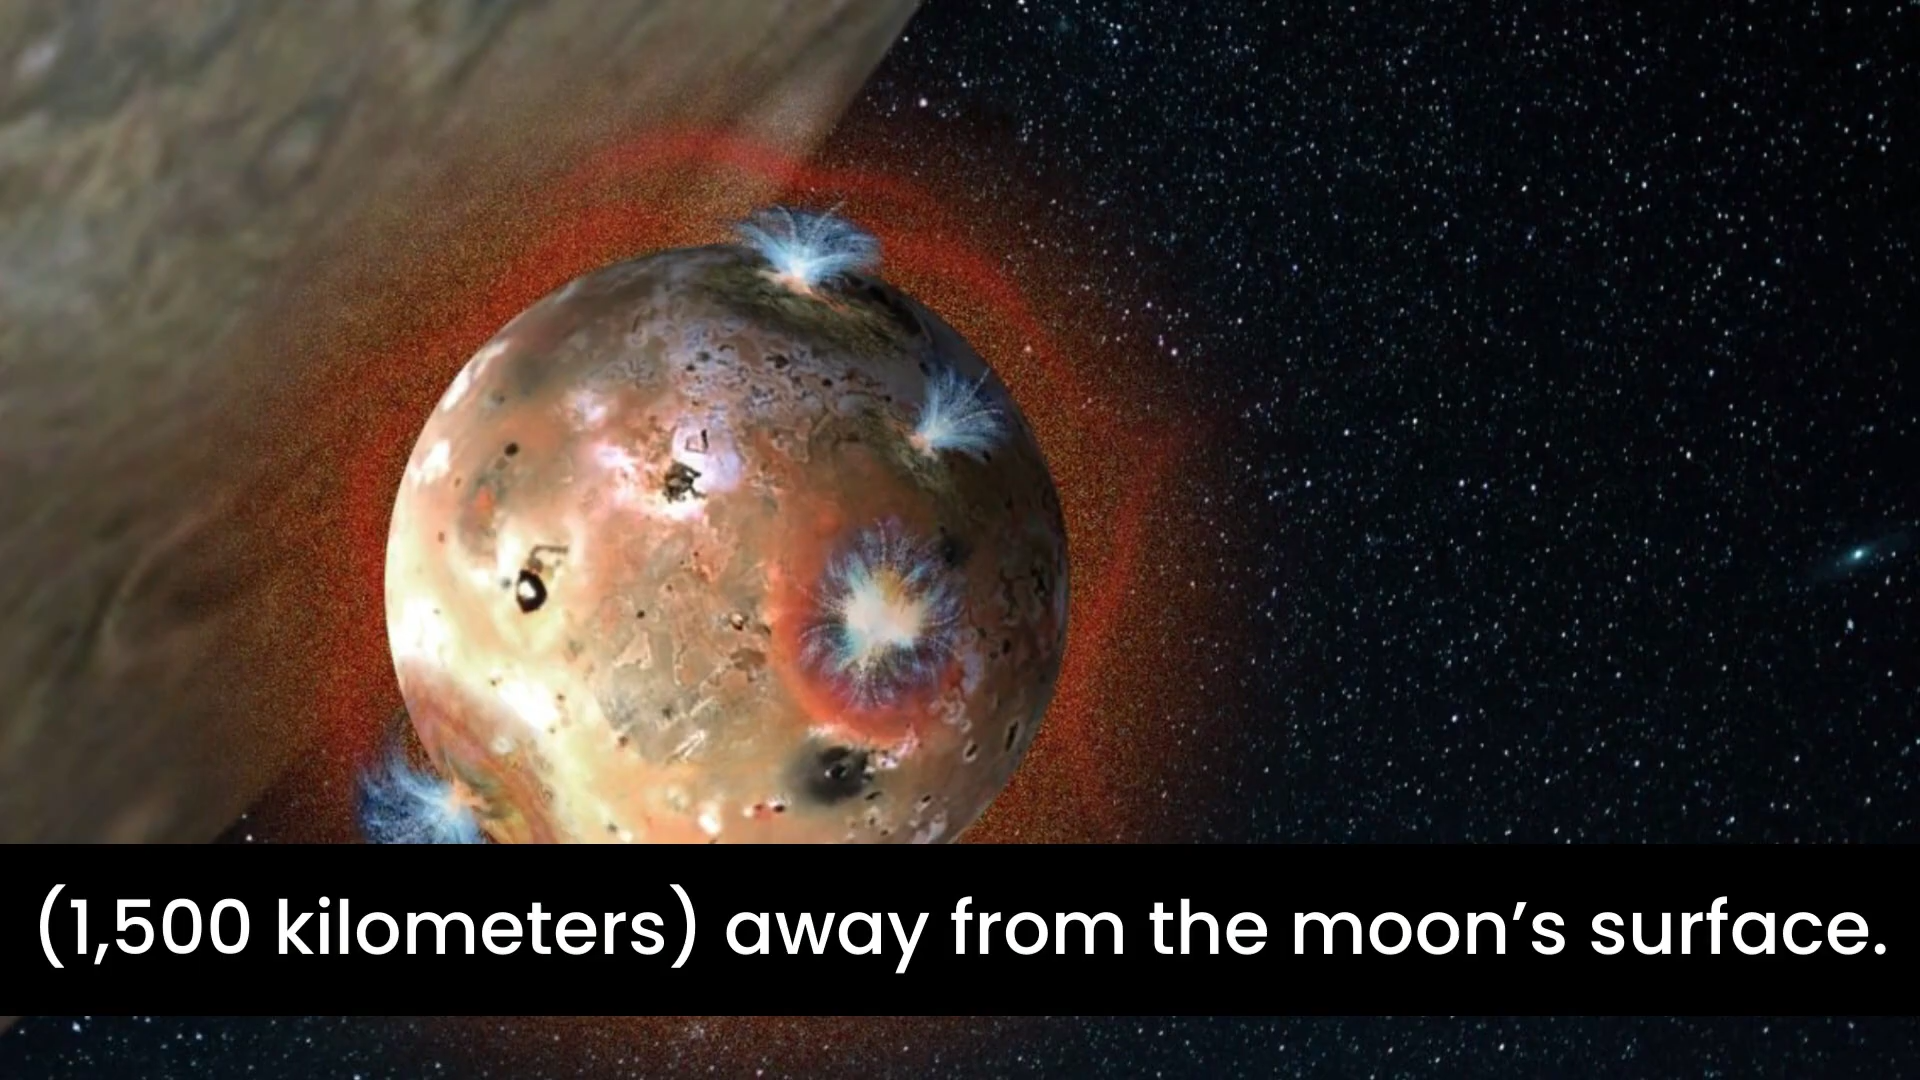 (1,500 kilometers) away from the moon’s surface.